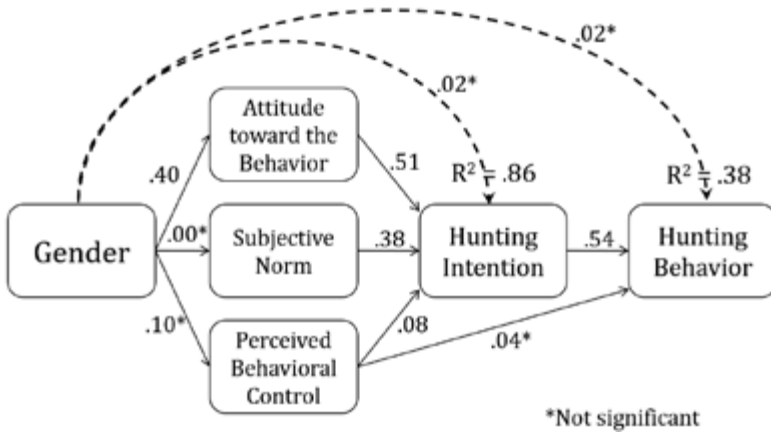 .02*
.02*
Attitude
toward the
Behavior
.40
.51
R² = .86
R² = .38
Gender
.00*
Subjective
Norm
.38
Hunting
Intention
.54
Hunting
Behavior
.10*
Perceived
Behavioral
Control
.08
.04*
*Not significant